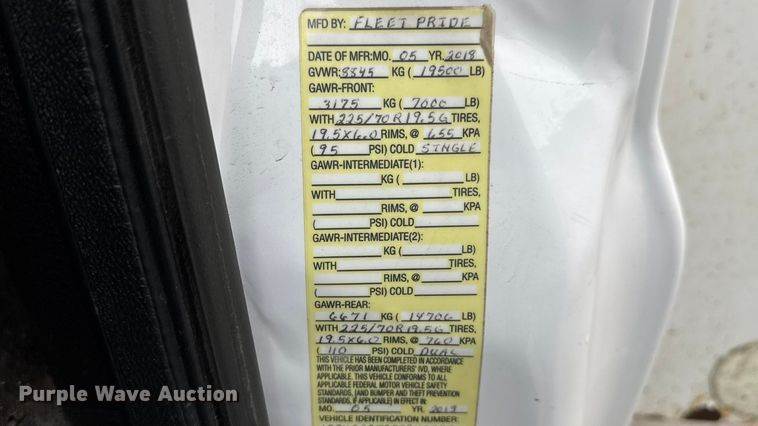 MFD BY: FLEET PRIDE
DATE OF MFR: MO. 05 YR. 2018
GVWR: 8845 KG ( 19500 LB)
GAWR-FRONT:
3175 KG ( 7000 LB)
WITH 225/70R19.5G TIRES,
19.5X6.0 RIMS, @ 655 KPA
( 95 PSI) COLD SINGLE
GAWR-INTERMEDIATE(1):
KG ( LB)
WITH TIRES,
RIMS, @ KPA
( PSI) COLD
GAWR-INTERMEDIATE(2):
KG ( LB)
WITH TIRES,
RIMS, @ KPA
( PSI) COLD
GAWR-REAR:
6671 KG ( 14706 LB)
WITH 225/70R19.5G TIRES,
19.5X6.0 RIMS, @ 760 KPA
( 110 PSI) COLD DUAL
THIS VEHICLE HAS BEEN COMPLETED IN ACCORDANCE
WITH THE PRIOR MANUFACTURERS' IVD, WHERE
APPLICABLE. THIS VEHICLE CONFORMS TO ALL
APPLICABLE FEDERAL MOTOR VEHICLE SAFETY
STANDARDS, (AND BUMPER AND THEFT PREVENTION
STANDARDS, IF APPLICABLE) IN EFFECT IN:
MO. 05 YR. 2018
VEHICLE IDENTIFICATION NUMBER:
Purple Wave Auction